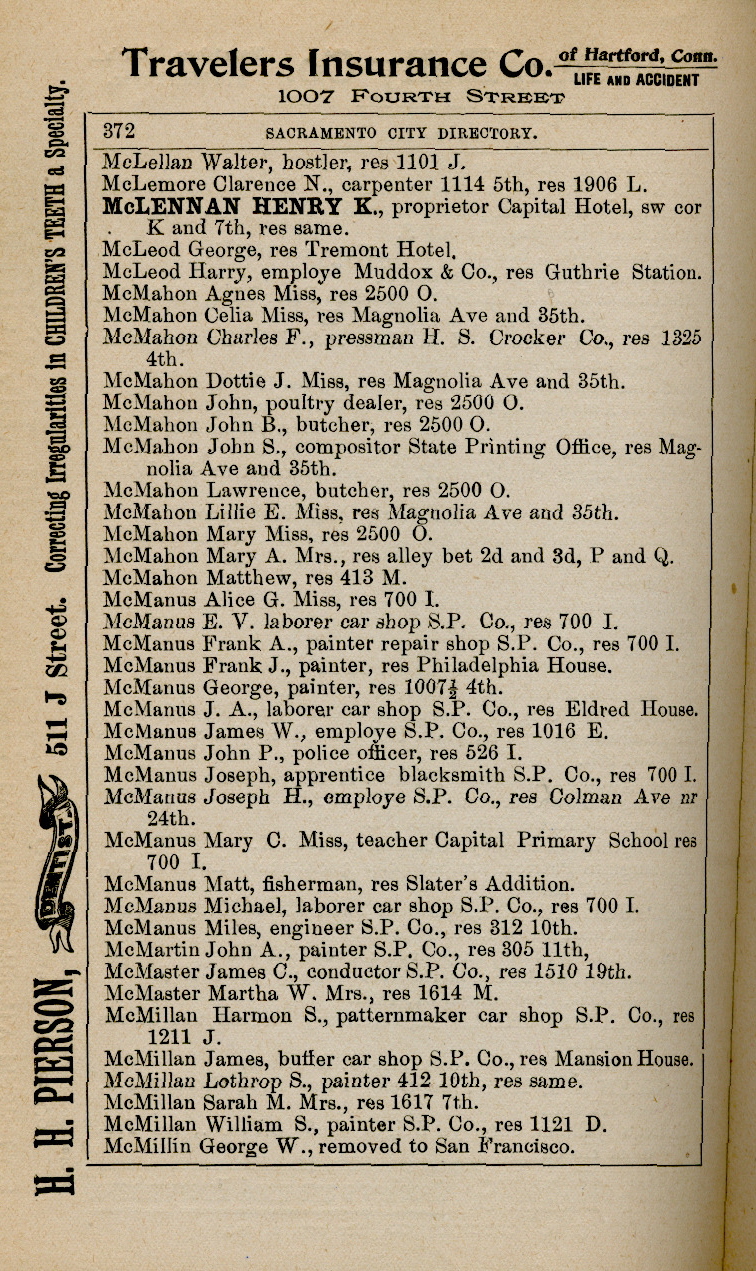 Travelers Insurance Co. of Hartford, Conn.
LIFE AND ACCIDENT
1007 FOURTH STREET
372 SACRAMENTO CITY DIRECTORY.
McLellan Walter, hostler, res 1101 J.
McLemore Clarence N., carpenter 1114 5th, res 1906 L.
McLENNAN HENRY K., proprietor Capital Hotel, sw cor
K and 7th, res same.
McLeod George, res Tremont Hotel.
McLeod Harry, employe Muddox & Co., res Guthrie Station.
McMahon Agnes Miss, res 2500 O.
McMahon Celia Miss, res Magnolia Ave and 35th.
McMahon Charles F., pressman H. S. Crocker Co., res 1325
4th.
McMahon Dottie J. Miss, res Magnolia Ave and 35th.
McMahon John, poultry dealer, res 2500 O.
McMahon John B., butcher, res 2500 O.
McMahon John S., compositor State Printing Office, res Mag-
nolia Ave and 35th.
McMahon Lawrence, butcher, res 2500 O.
McMahon Lillie E. Miss, res Magnolia Ave and 35th.
McMahon Mary Miss, res 2500 O.
McMahon Mary A. Mrs., res alley bet 2d and 3d, P and Q.
McMahon Matthew, res 413 M.
McManus Alice G. Miss, res 700 I.
McManus E. V. laborer car shop S.P. Co., res 700 I.
McManus Frank A., painter repair shop S.P. Co., res 700 I.
McManus Frank J., painter, res Philadelphia House.
McManus George, painter, res 1007½ 4th.
McManus J. A., laborer car shop S.P. Co., res Eldred House.
McManus James W., employe S.P. Co., res 1016 E.
McManus John P., police officer, res 526 I.
McManus Joseph, apprentice blacksmith S.P. Co., res 700 I.
McManus Joseph H., employe S.P. Co., res Colman Ave nr
24th.
McManus Mary C. Miss, teacher Capital Primary School res
700 I.
McManus Matt, fisherman, res Slater's Addition.
McManus Michael, laborer car shop S.P. Co., res 700 I.
McManus Miles, engineer S.P. Co., res 312 10th.
McMartin John A., painter S.P. Co., res 305 11th,
McMaster James C., conductor S.P. Co., res 1510 19th.
McMaster Martha W. Mrs., res 1614 M.
McMillan Harmon S., patternmaker car shop S.P. Co., res
1211 J.
McMillan James, buffer car shop S.P. Co., res Mansion House.
McMillan Lothrop S., painter 412 10th, res same.
McMillan Sarah M. Mrs., res 1617 7th.
McMillan William S., painter S.P. Co., res 1121 D.
McMillin George W., removed to San Francisco.
H. H. PIERSON, DENTIST. 511 J Street. Correcting Irregularities in CHILDREN'S TEETH a Specialty.